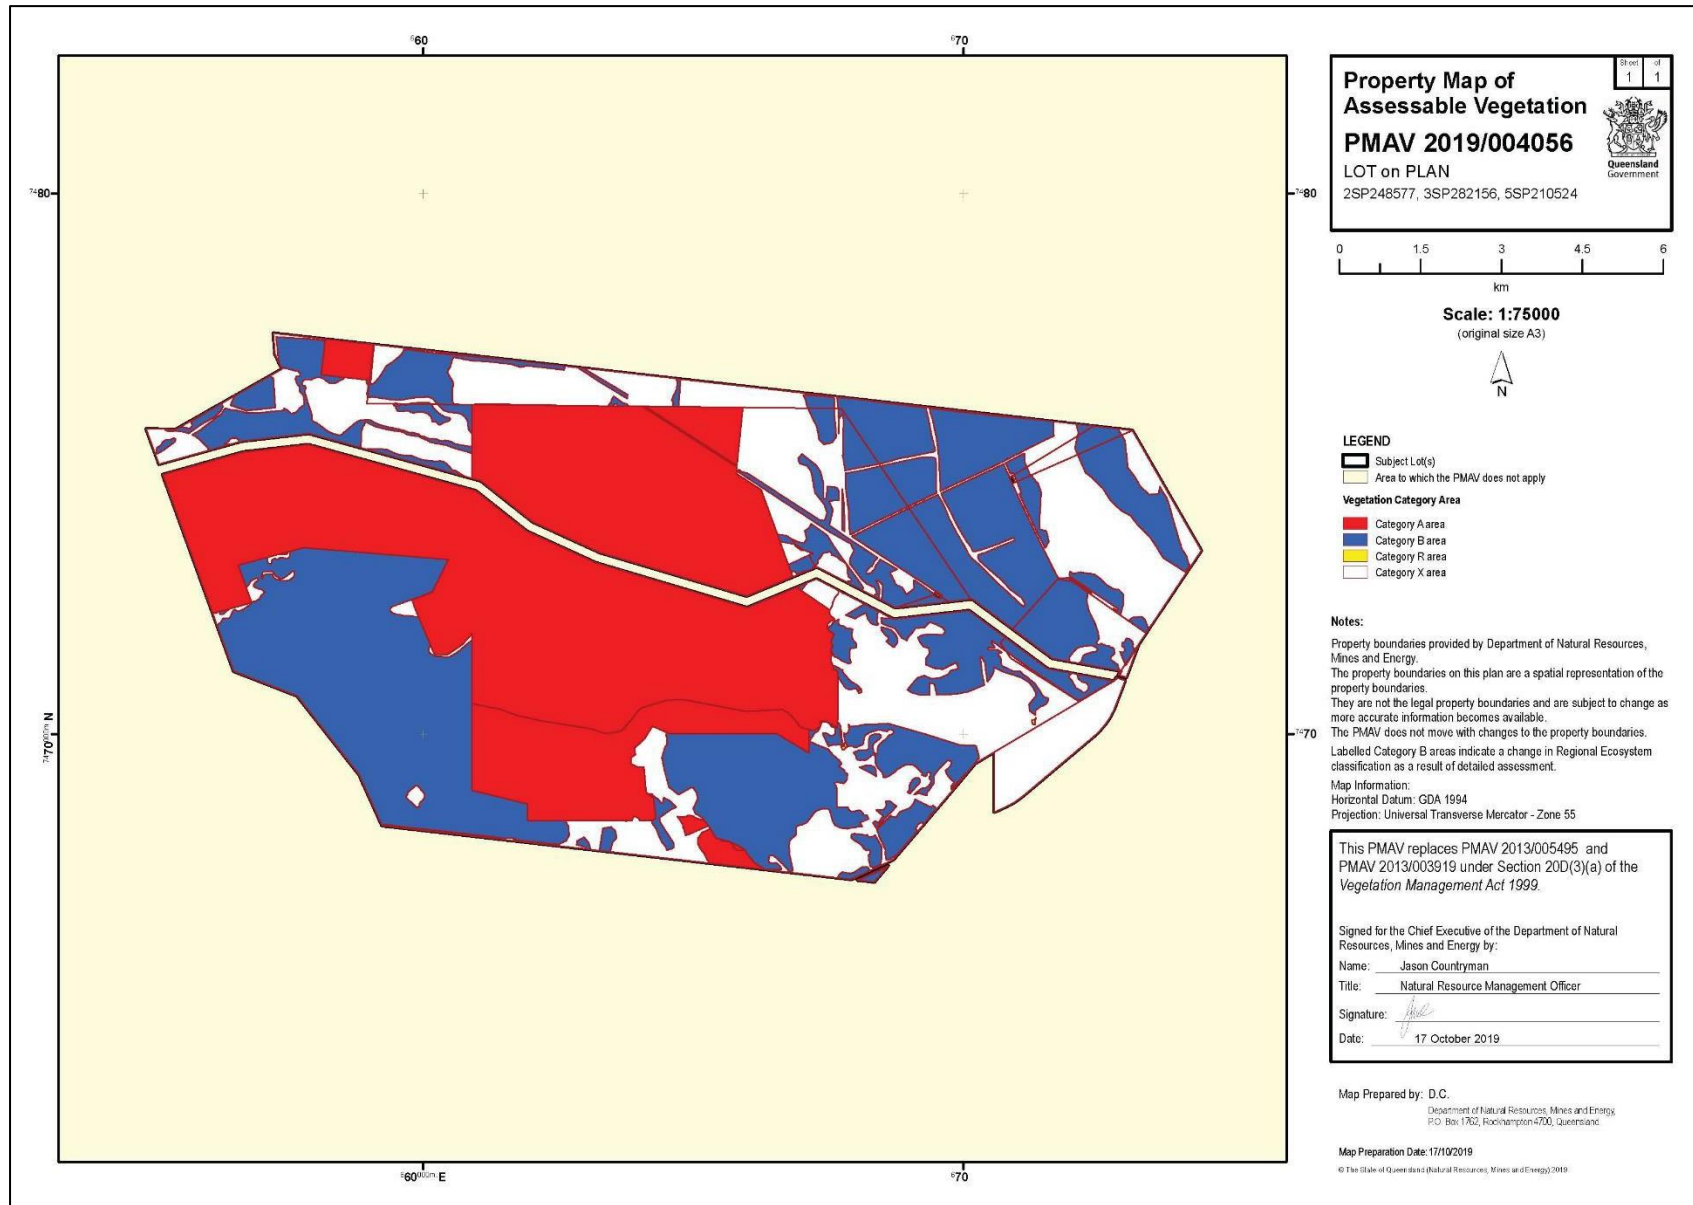 ⁶60
⁶70
Property Map of
Assessable Vegetation
Sheet 1 of 1
PMAV 2019/004056
LOT on PLAN
2SP248577, 3SP282156, 5SP210524
Queensland
Government
⁷⁴80
⁷⁴80
0 1.5 3 4.5 6
km
Scale: 1:75000
(original size A3)
N
LEGEND
Subject Lot(s)
Area to which the PMAV does not apply
Vegetation Category Area
Category A area
Category B area
Category R area
Category X area
Notes:
Property boundaries provided by Department of Natural Resources,
Mines and Energy.
The property boundaries on this plan are a spatial representation of the
property boundaries.
They are not the legal property boundaries and are subject to change as
more accurate information becomes available.
The PMAV does not move with changes to the property boundaries.
Labelled Category B areas indicate a change in Regional Ecosystem
classification as a result of detailed assessment.
Map Information:
Horizontal Datum: GDA 1994
Projection: Universal Transverse Mercator - Zone 55
⁷⁴70⁰⁰⁰ᵐ N
⁷⁴70
This PMAV replaces PMAV 2013/005495 and
PMAV 2013/003919 under Section 20D(3)(a) of the
Vegetation Management Act 1999.
Signed for the Chief Executive of the Department of Natural
Resources, Mines and Energy by:
Name: Jason Countryman
Title: Natural Resource Management Officer
Signature:
Date: 17 October 2019
Map Prepared by: D.C.
Department of Natural Resources, Mines and Energy,
P.O. Box 1762, Rockhampton 4700, Queensland.
Map Preparation Date: 17/10/2019
© The State of Queensland (Natural Resources, Mines and Energy) 2019
⁶60⁰⁰⁰ᵐ E
⁶70